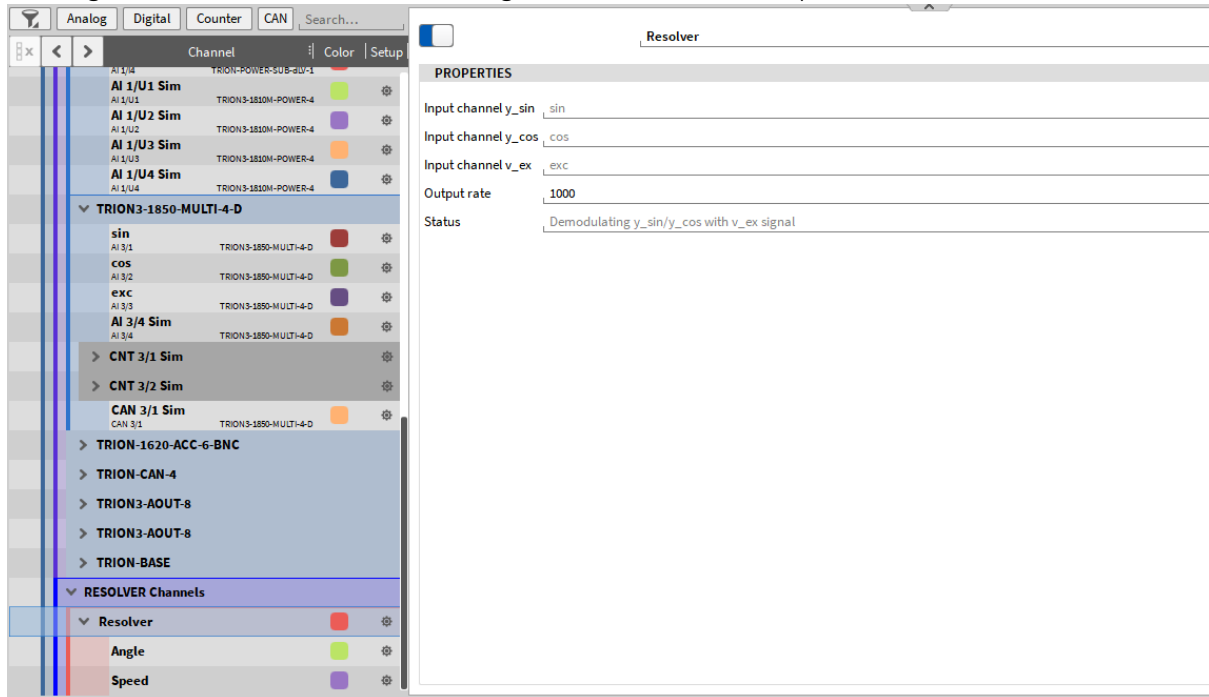 Analog Digital Counter CAN Search...
Channel Color Setup
AI 1/I4 TRION-POWER-SUB-dLV-1
AI 1/U1 Sim
AI 1/U1 TRION3-1810M-POWER-4
AI 1/U2 Sim
AI 1/U2 TRION3-1810M-POWER-4
AI 1/U3 Sim
AI 1/U3 TRION3-1810M-POWER-4
AI 1/U4 Sim
AI 1/U4 TRION3-1810M-POWER-4
TRION3-1850-MULTI-4-D
sin
AI 3/1 TRION3-1850-MULTI-4-D
cos
AI 3/2 TRION3-1850-MULTI-4-D
exc
AI 3/3 TRION3-1850-MULTI-4-D
AI 3/4 Sim
AI 3/4 TRION3-1850-MULTI-4-D
CNT 3/1 Sim
CNT 3/2 Sim
CAN 3/1 Sim
CAN 3/1 TRION3-1850-MULTI-4-D
TRION-1620-ACC-6-BNC
TRION-CAN-4
TRION3-AOUT-8
TRION3-AOUT-8
TRION-BASE
RESOLVER Channels
Resolver
Angle
Speed
Resolver
PROPERTIES
Input channel y_sin sin
Input channel y_cos cos
Input channel v_ex exc
Output rate 1000
Status Demodulating y_sin/y_cos with v_ex signal